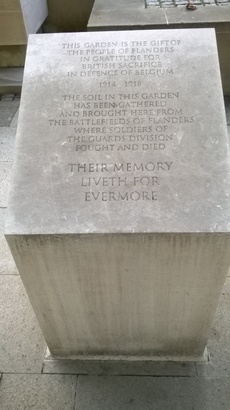 THIS GARDEN IS THE GIFT OF
THE PEOPLE OF FLANDERS
IN GRATITUDE FOR
BRITISH SACRIFICE
IN DEFENCE OF BELGIUM
1914 - 1918
THE SOIL IN THIS GARDEN
HAS BEEN GATHERED
AND BROUGHT HERE FROM
THE BATTLEFIELDS OF FLANDERS
WHERE SOLDIERS OF
THE GUARDS DIVISION
FOUGHT AND DIED
THEIR MEMORY
LIVETH FOR
EVERMORE